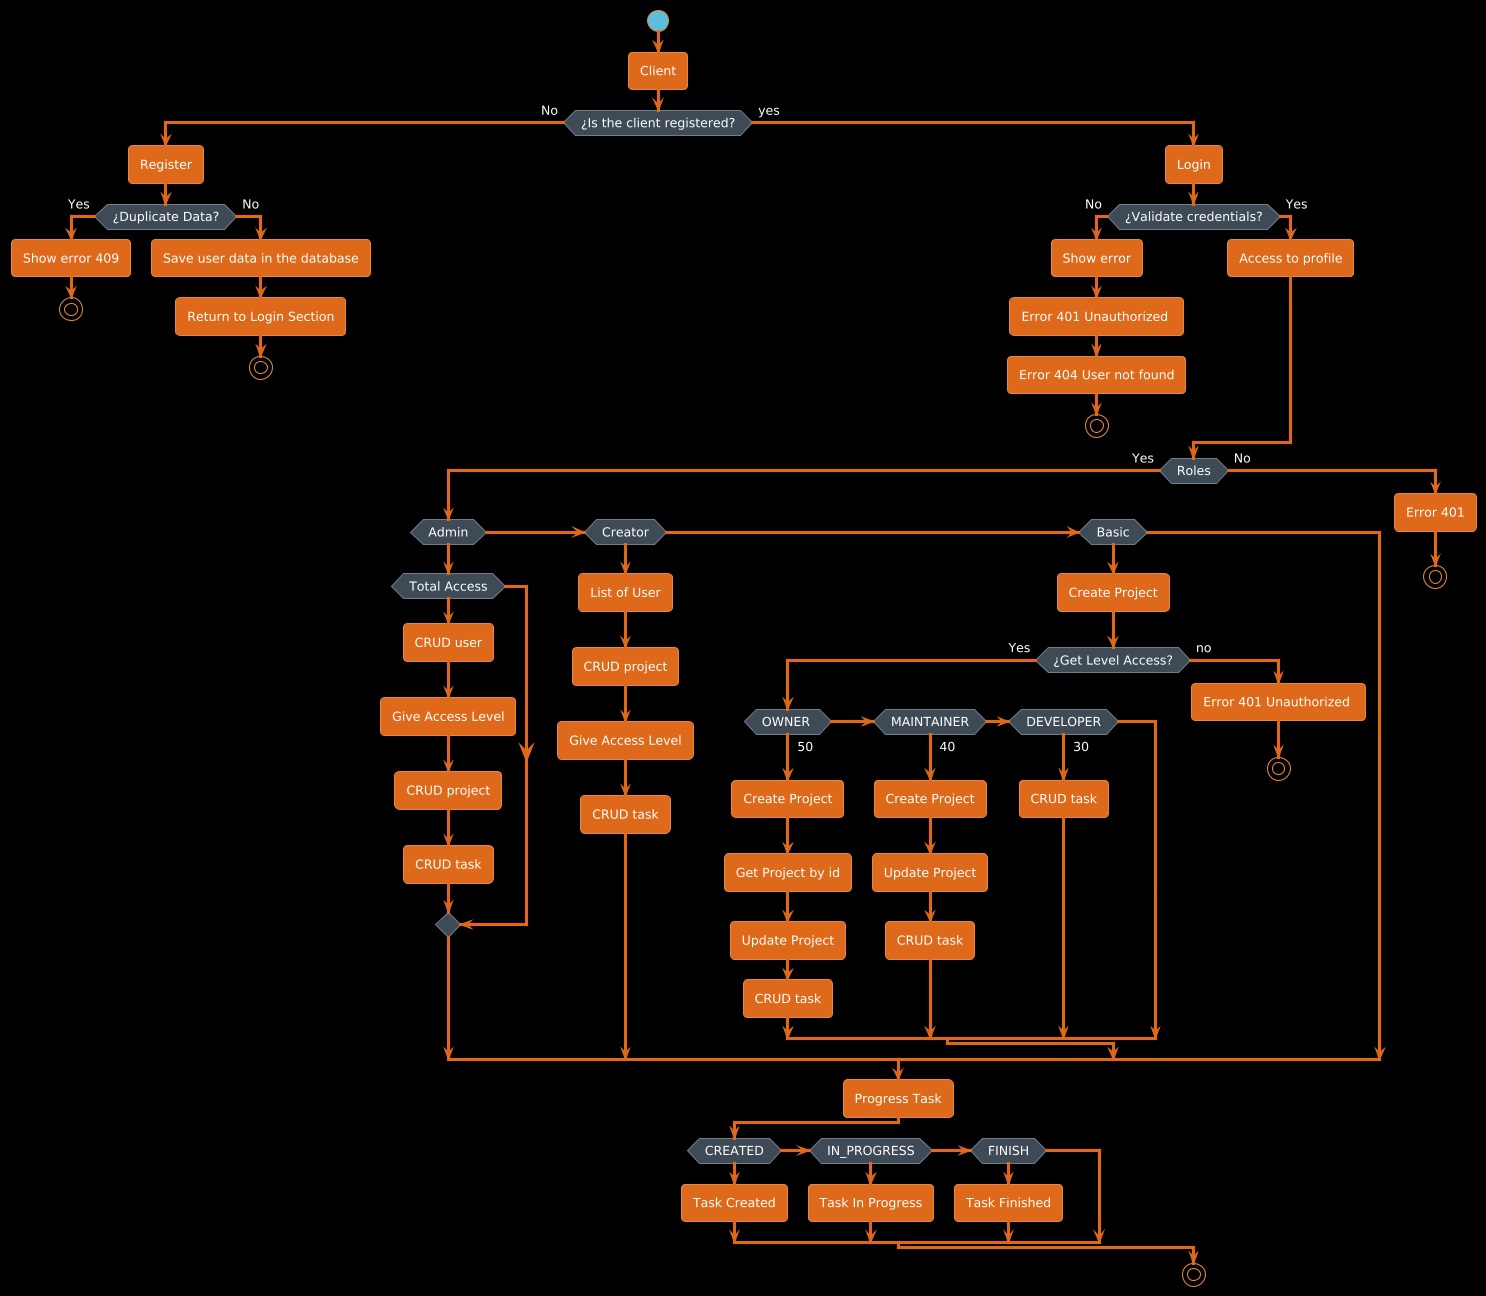 Client
No
¿Is the client registered?
yes
Register
Login
Yes
¿Duplicate Data?
No
No
¿Validate credentials?
Yes
Show error 409
Save user data in the database
Show error
Access to profile
Return to Login Section
Error 401 Unauthorized
Error 404 User not found
Yes
Roles
No
Error 401
Admin
Creator
Basic
Total Access
List of User
Create Project
CRUD user
CRUD project
Yes
¿Get Level Access?
no
Give Access Level
Give Access Level
Error 401 Unauthorized
OWNER
MAINTAINER
DEVELOPER
50
40
30
CRUD project
CRUD task
Create Project
Create Project
CRUD task
CRUD task
Get Project by id
Update Project
Update Project
CRUD task
CRUD task
Progress Task
CREATED
IN_PROGRESS
FINISH
Task Created
Task In Progress
Task Finished